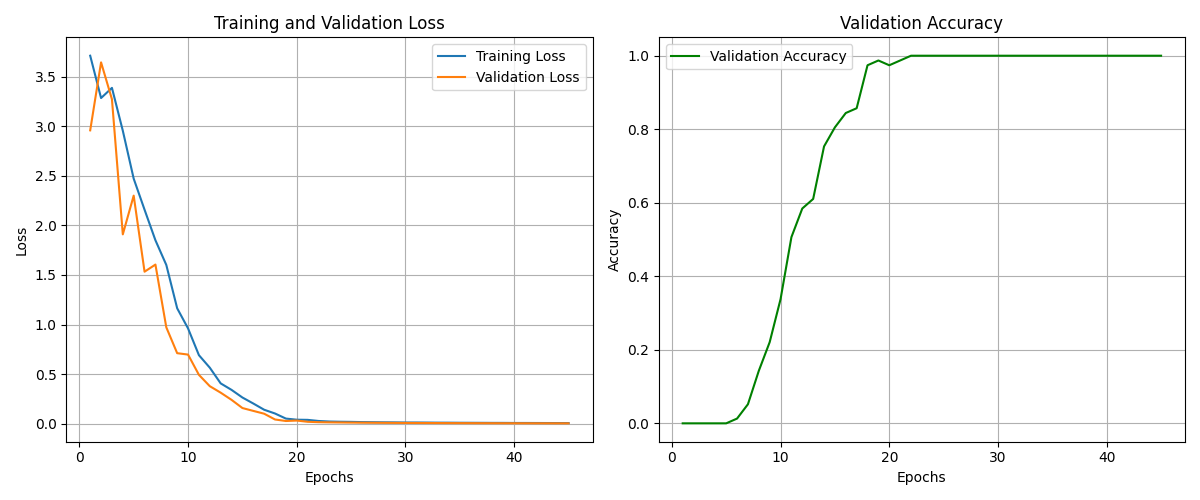 Training and Validation Loss
Training Loss
Validation Loss
Loss
3.5
3.0
2.5
2.0
1.5
1.0
0.5
0.0
0 10 20 30 40
Epochs
Validation Accuracy
Validation Accuracy
Accuracy
1.0
0.8
0.6
0.4
0.2
0.0
0 10 20 30 40
Epochs